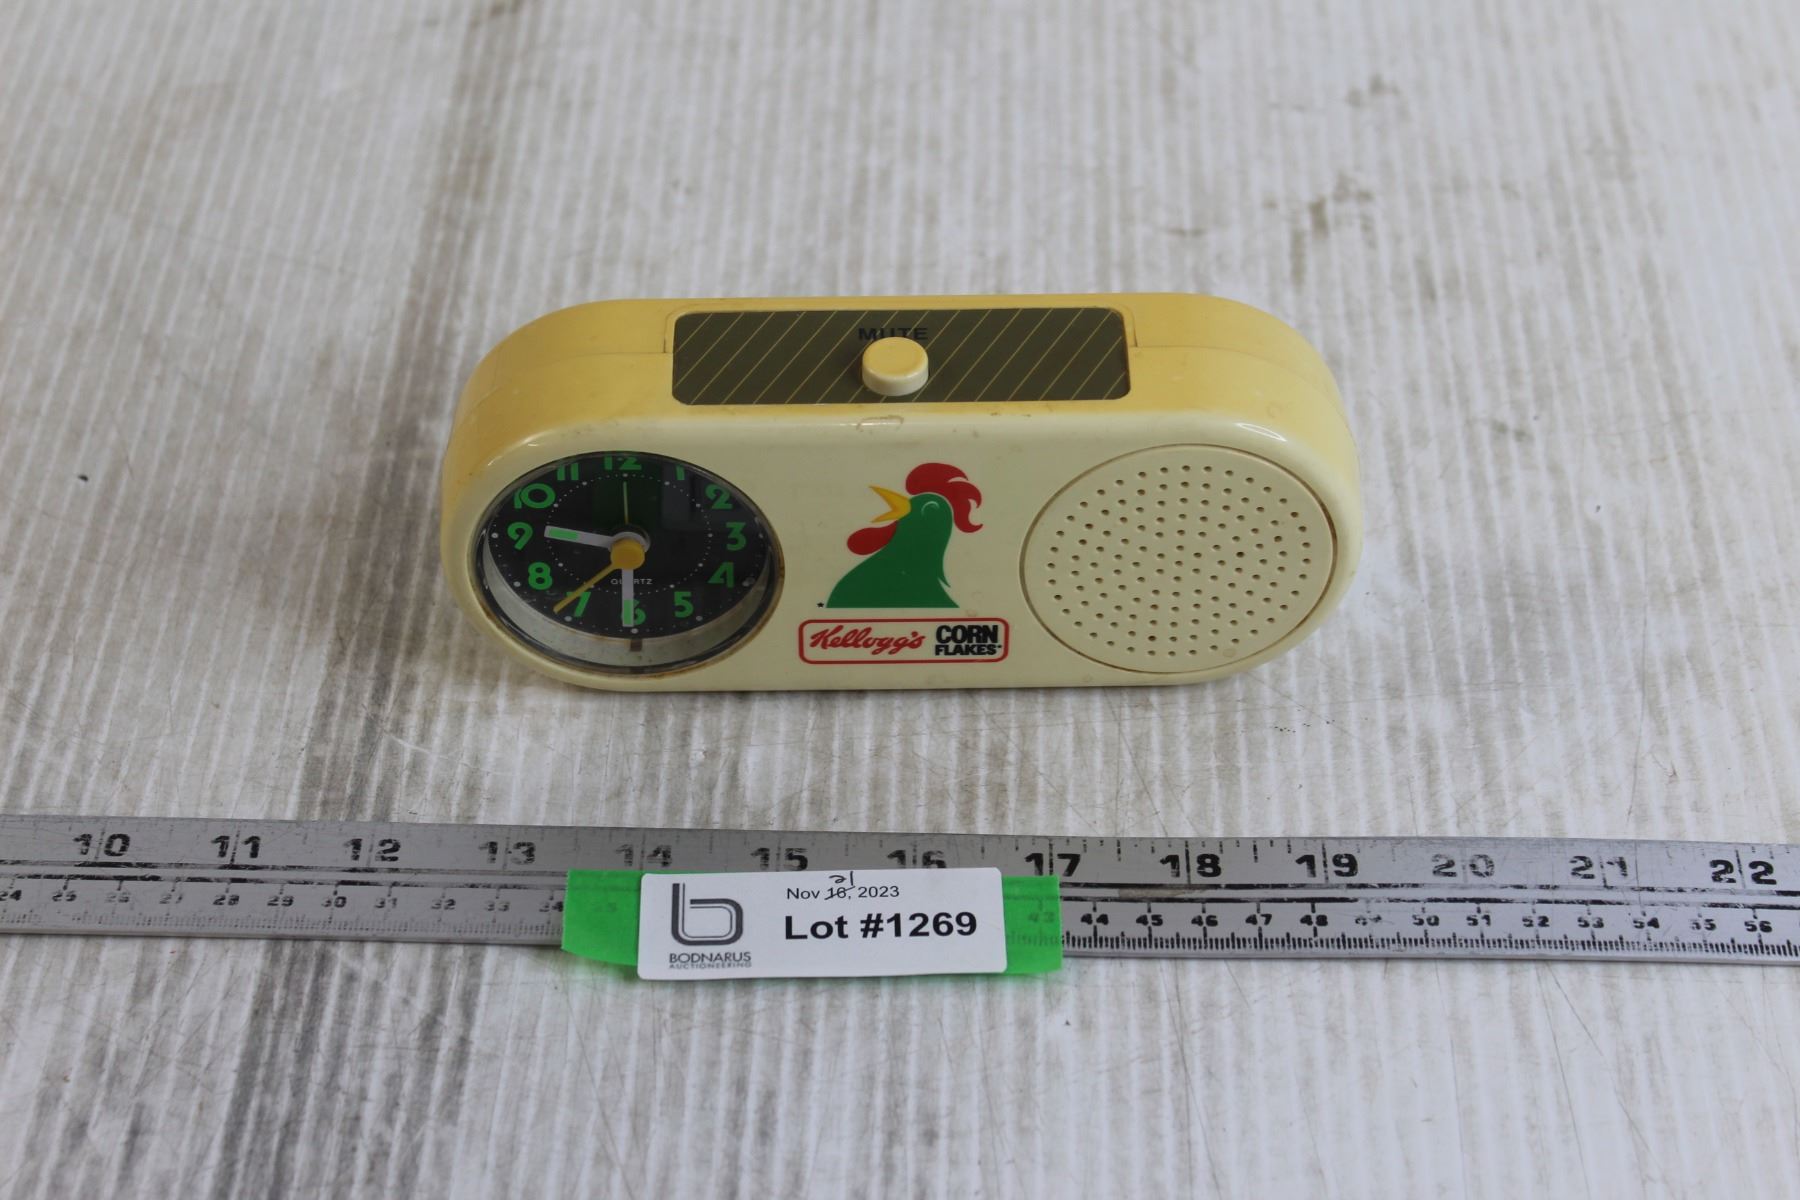 MUTE
11 12 1
10 2
9 3
8 4
QUARTZ
7 6 5
Kellogg's CORN
FLAKES
10 11 12 13 14 15 16 17 18 19 20 21 22
24 25 26 27 28 29 30 31 32 33 34 35 43 44 45 46 47 48 49 50 51 52 53 54 55 56
21
Nov 16, 2023
Lot #1269
b
BODNARUS
AUCTIONEERING